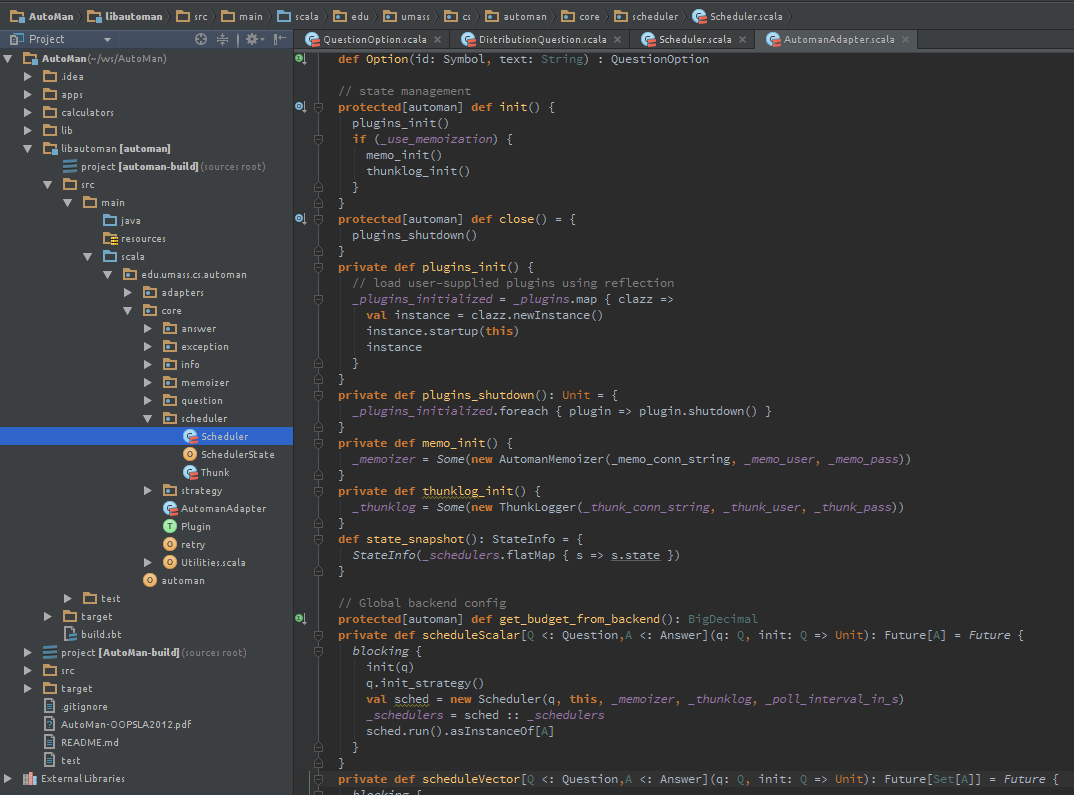 AutoMan libautoman src main scala edu umass cs automan core scheduler Scheduler.scala
Project
QuestionOption.scala DistributionQuestion.scala Scheduler.scala AutomanAdapter.scala
AutoMan (~/ws/AutoMan)
.idea
apps
calculators
lib
libautoman [automan]
project [automan-build] (sources root)
src
main
java
resources
scala
edu.umass.cs.automan
adapters
core
answer
exception
info
memoizer
question
scheduler
Scheduler
SchedulerState
Thunk
strategy
AutomanAdapter
Plugin
retry
Utilities.scala
automan
test
target
build.sbt
project [AutoMan-build] (sources root)
src
target
.gitignore
AutoMan-OOPSLA2012.pdf
README.md
test
External Libraries
def Option(id: Symbol, text: String) : QuestionOption
// state management
protected[automan] def init() {
plugins_init()
if (_use_memoization) {
memo_init()
thunklog_init()
}
}
protected[automan] def close() = {
plugins_shutdown()
}
private def plugins_init() {
// load user-supplied plugins using reflection
_plugins_initialized = _plugins.map { clazz =>
val instance = clazz.newInstance()
instance.startup(this)
instance
}
}
private def plugins_shutdown(): Unit = {
_plugins_initialized.foreach { plugin => plugin.shutdown() }
}
private def memo_init() {
_memoizer = Some(new AutomanMemoizer(_memo_conn_string, _memo_user, _memo_pass))
}
private def thunklog_init() {
_thunklog = Some(new ThunkLogger(_thunk_conn_string, _thunk_user, _thunk_pass))
}
def state_snapshot(): StateInfo = {
StateInfo(_schedulers.flatMap { s => s.state })
}
// Global backend config
protected[automan] def get_budget_from_backend(): BigDecimal
private def scheduleScalar[Q <: Question,A <: Answer](q: Q, init: Q => Unit): Future[A] = Future {
blocking {
init(q)
q.init_strategy()
val sched = new Scheduler(q, this, _memoizer, _thunklog, _poll_interval_in_s)
_schedulers = sched :: _schedulers
sched.run().asInstanceOf[A]
}
}
private def scheduleVector[Q <: Question,A <: Answer](q: Q, init: Q => Unit): Future[Set[A]] = Future {
blocking {